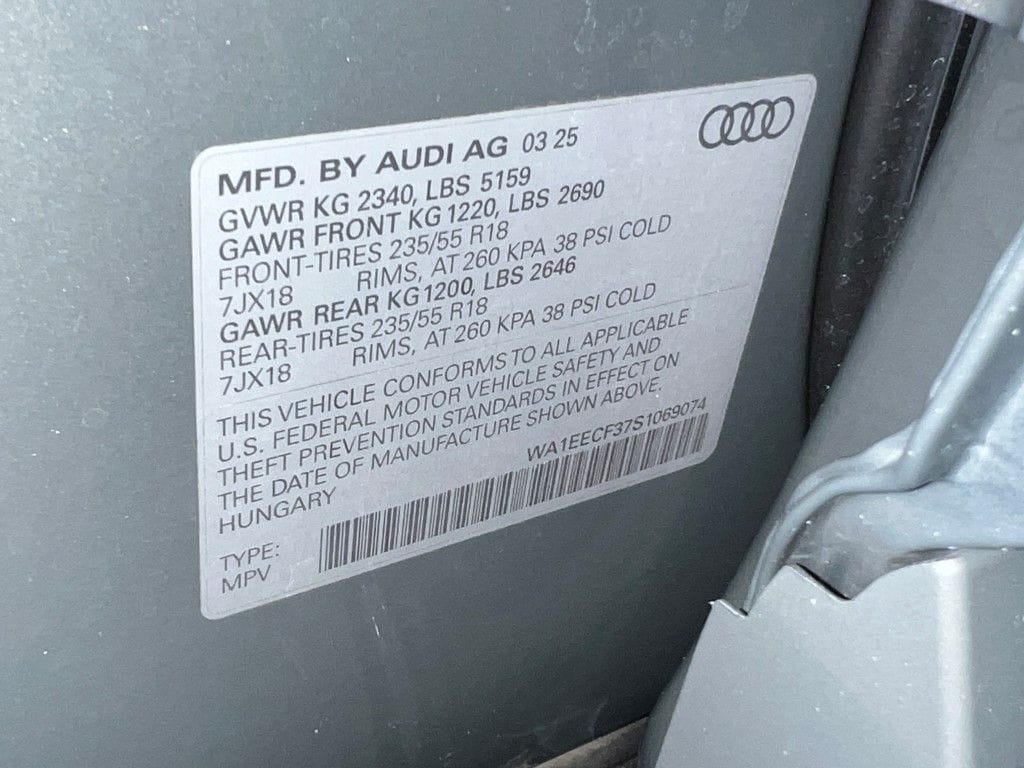 MFD. BY AUDI AG 03 25
GVWR KG 2340, LBS 5159
GAWR FRONT KG 1220, LBS 2690
FRONT-TIRES 235/55 R18
7JX18 RIMS, AT 260 KPA 38 PSI COLD
GAWR REAR KG 1200, LBS 2646
REAR-TIRES 235/55 R18
7JX18 RIMS, AT 260 KPA 38 PSI COLD
THIS VEHICLE CONFORMS TO ALL APPLICABLE
U.S. FEDERAL MOTOR VEHICLE SAFETY AND
THEFT PREVENTION STANDARDS IN EFFECT ON
THE DATE OF MANUFACTURE SHOWN ABOVE.
HUNGARY WA1EECF37S1069074
TYPE:
MPV